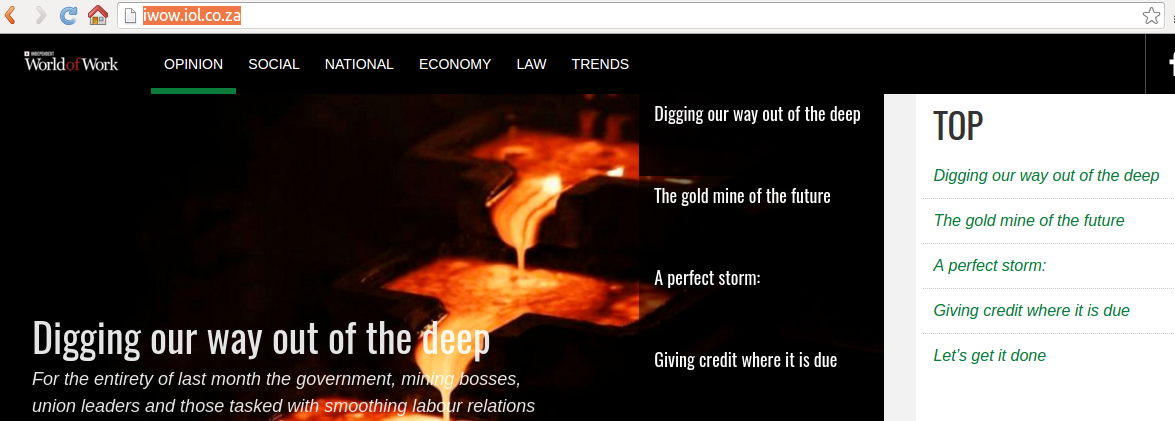 iwow.iol.co.za
INDEPENDENT
World of Work
OPINION SOCIAL NATIONAL ECONOMY LAW TRENDS
Digging our way out of the deep
For the entirety of last month the government, mining bosses,
union leaders and those tasked with smoothing labour relations
Digging our way out of the deep
The gold mine of the future
A perfect storm:
Giving credit where it is due
TOP
Digging our way out of the deep
The gold mine of the future
A perfect storm:
Giving credit where it is due
Let's get it done